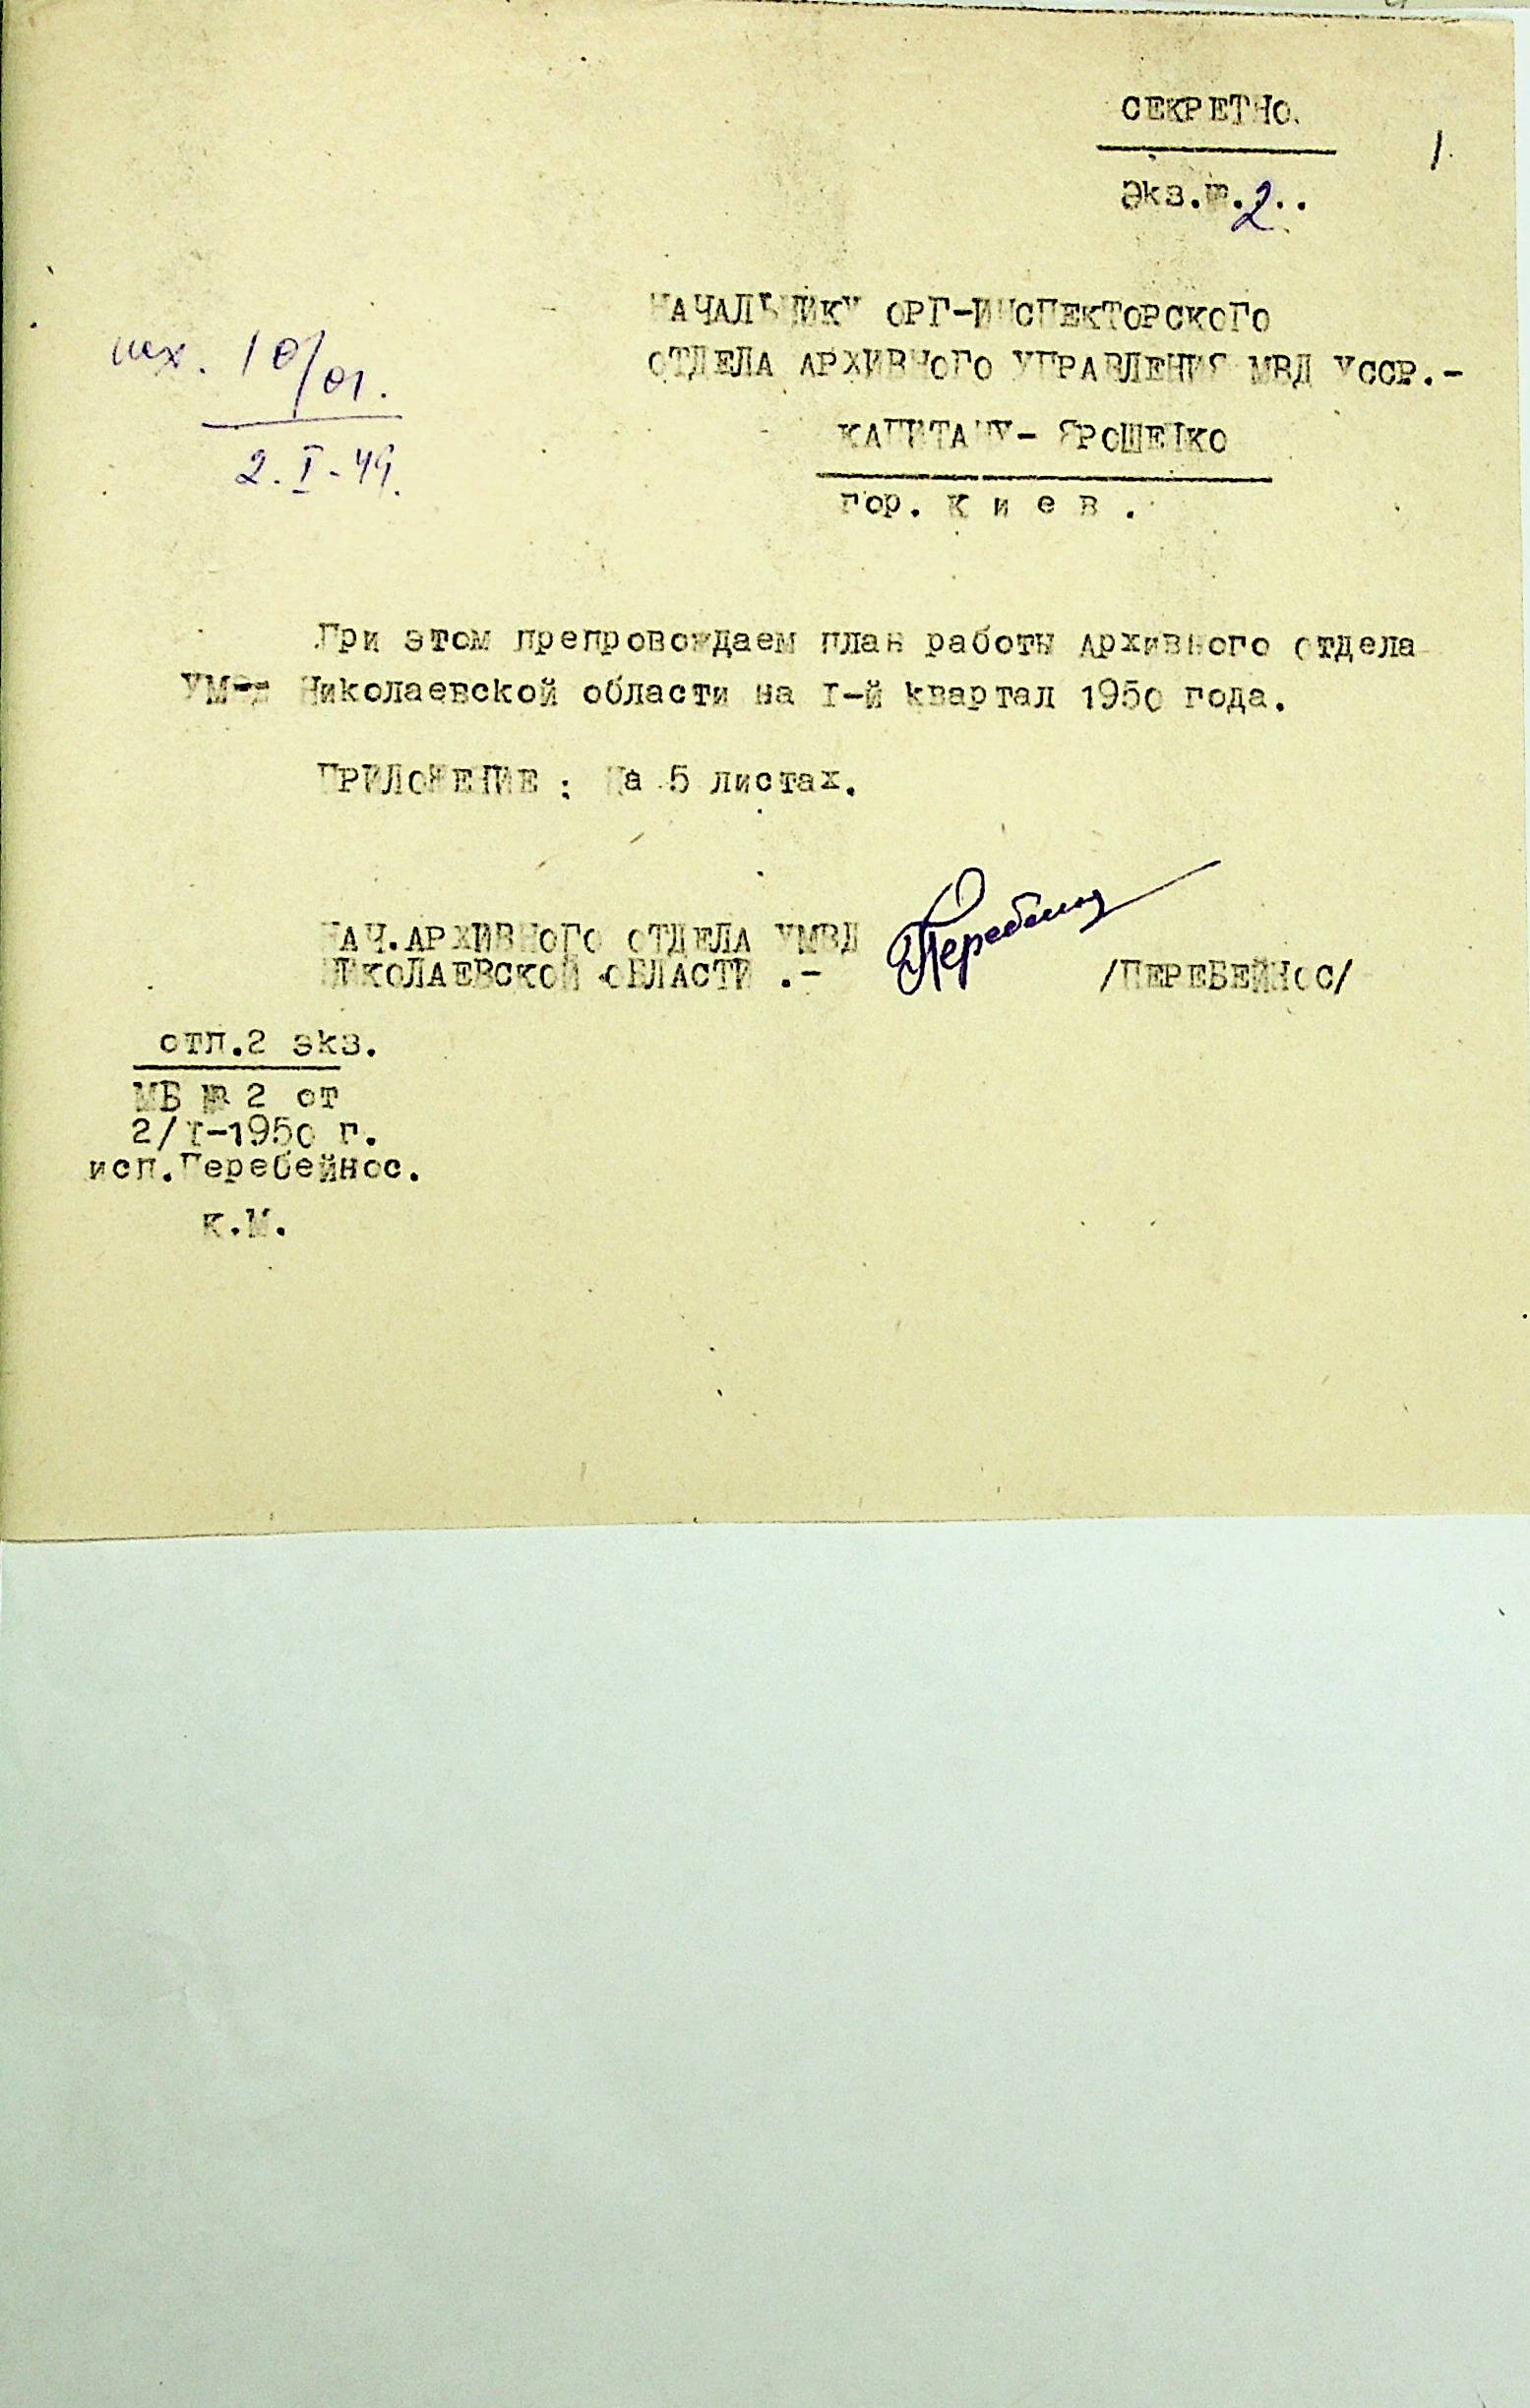 СЕКРЕТНО.
1.
Экз.№.2..
НАЧАЛЬНИКУ ОРГ-ИНСПЕКТОРСКОГО
ОТДЕЛА АРХИВНОГО УПРАВЛЕНИЯ МВД УССР.-
КАПИТАНУ- ЯРОШЕНКО
гор. К и е в .
исх. 10/01.
2.I-49.
При этом препровождаем план работы Архивного отдела
УМВД Николаевской области на I-й квартал 1950 года.
ПРИЛОЖЕНИЕ : На 5 листах.
НАЧ.АРХИВНОГО ОТДЕЛА УМВД
НИКОЛАЕВСКОЙ ОБЛАСТИ .-
/ПЕРЕБЕЙНОС/
отп.2 экз.
МБ № 2 от
2/I-1950 г.
исп.Перебейнос.
К.М.